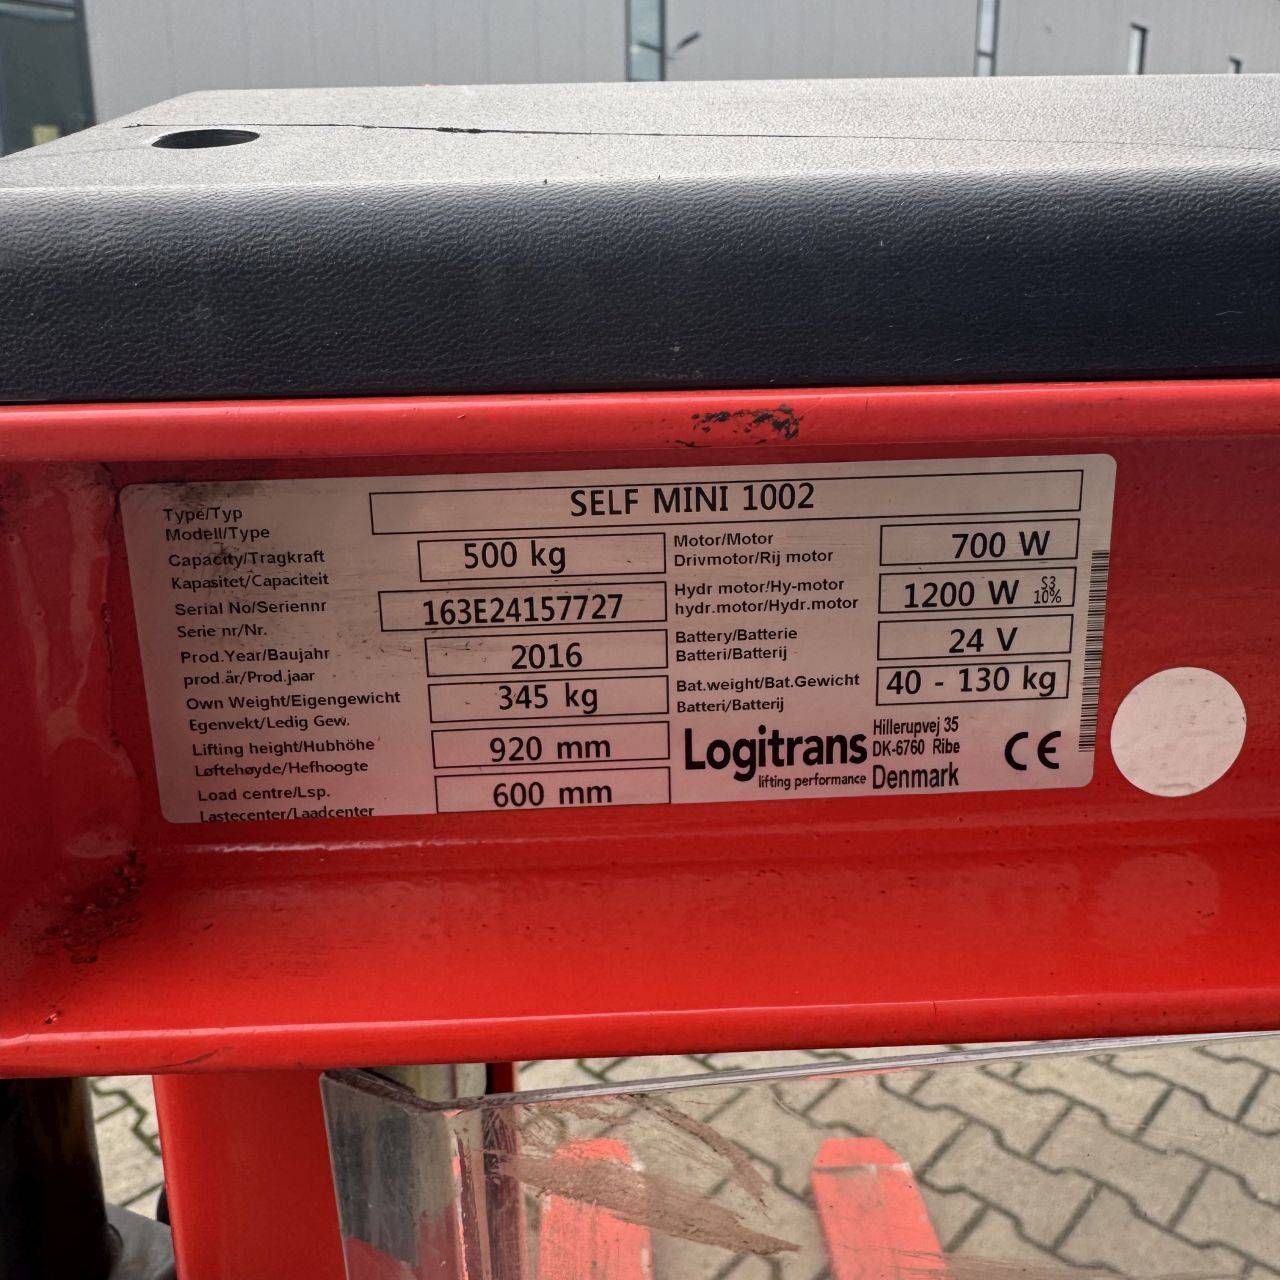 Type/Typ
Modell/Type
SELF MINI 1002
Capacity/Tragkraft
Kapasitet/Capaciteit
500 kg
Serial No/Seriennr
Serie nr/Nr.
163E24157727
Prod.Year/Baujahr
prod.år/Prod.jaar
2016
Own Weight/Eigengewicht
Egenvekt/Ledig Gew.
345 kg
Lifting height/Hubhöhe
Løftehøyde/Hefhoogte
920 mm
Load centre/Lsp.
Lastecenter/Laadcenter
600 mm
Motor/Motor
Drivmotor/Rij motor
700 W
Hydr motor/Hy-motor
hydr.motor/Hydr.motor
1200 W S3 10%
Battery/Batterie
Batteri/Batterij
24 V
Bat.weight/Bat.Gewicht
Batteri/Batterij
40 - 130 kg
Logitrans
lifting performance
Hillerupvej 35
DK-6760 Ribe
Denmark
CE